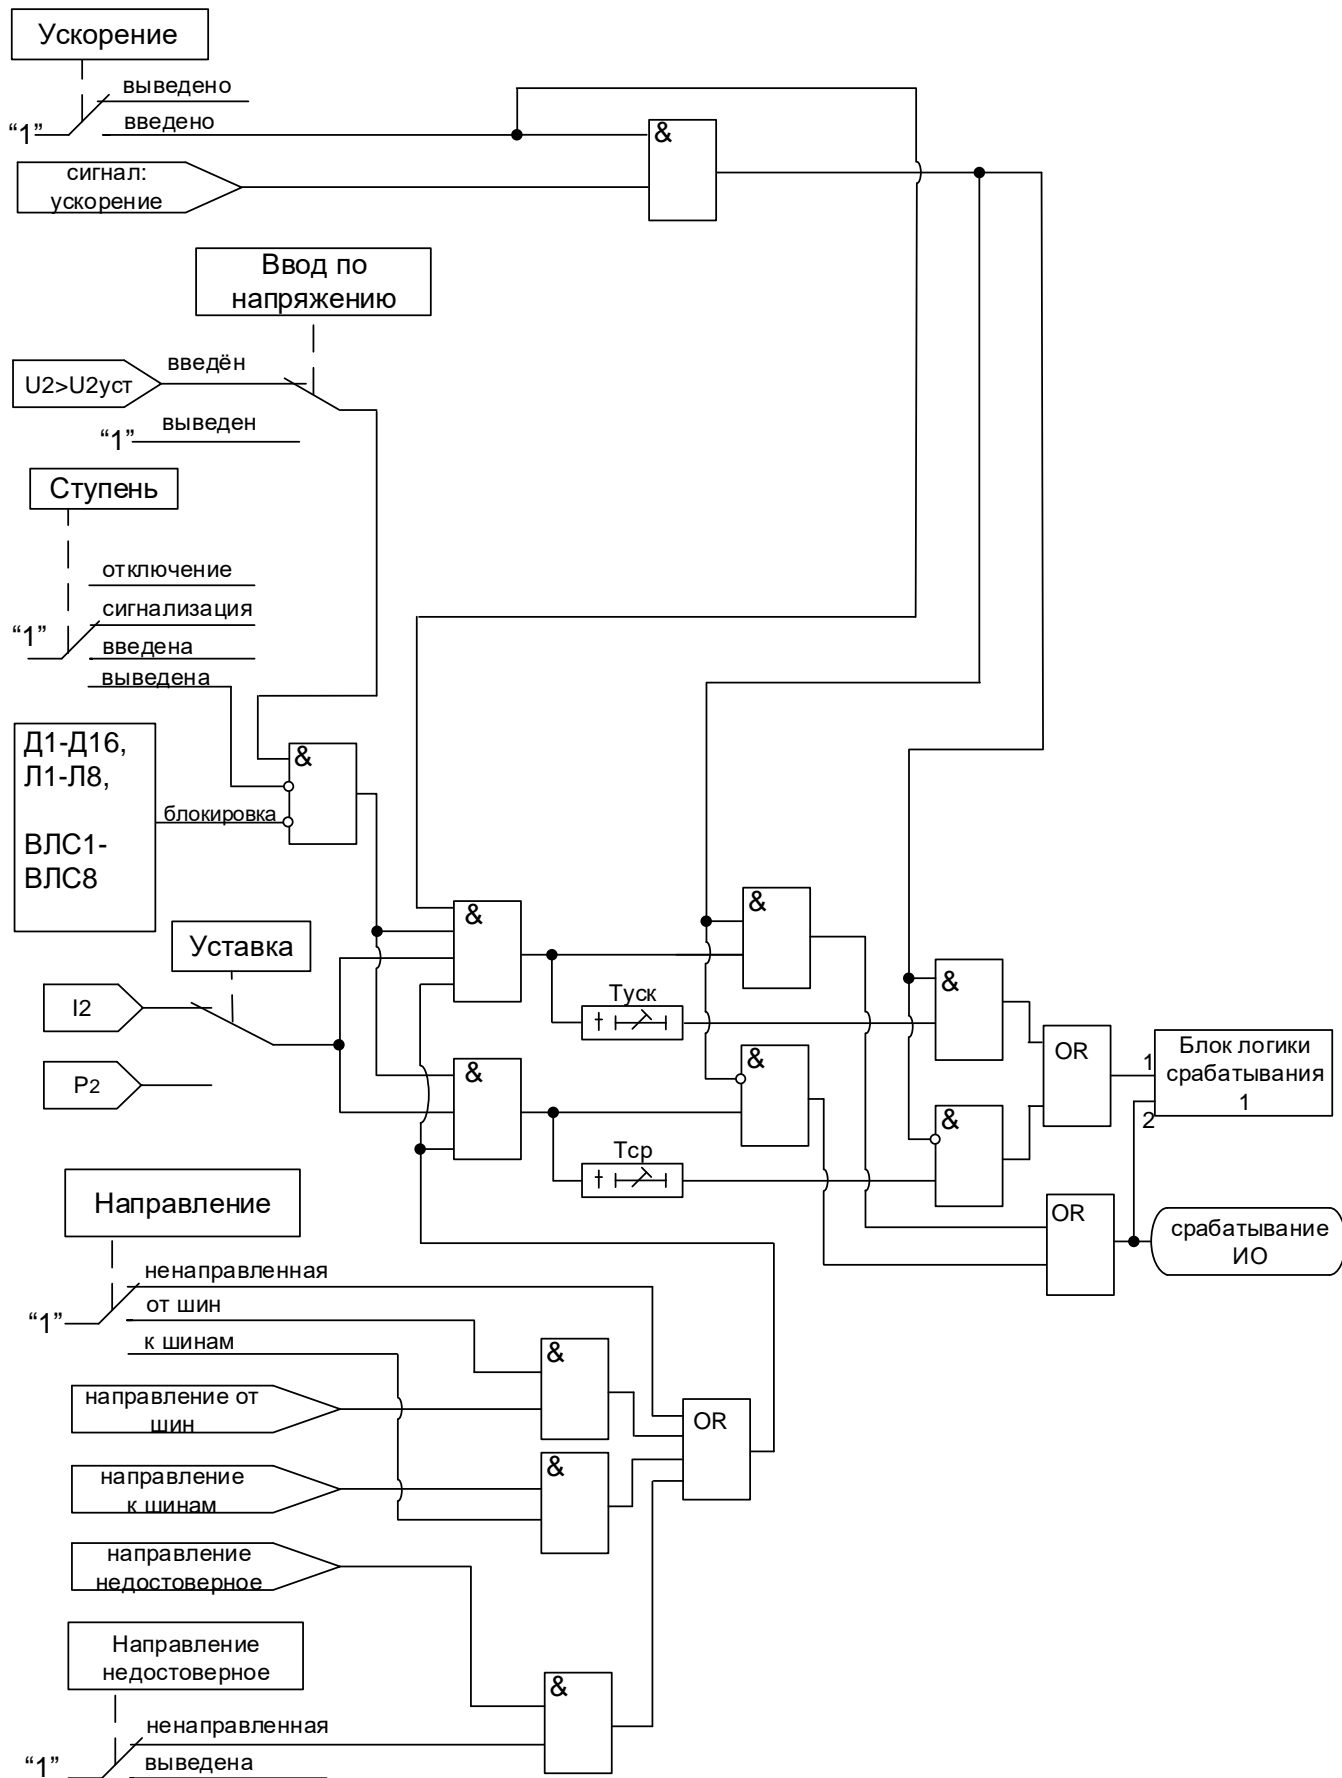 Ускорение
выведено
“1”
введено
&
сигнал:
ускорение
Ввод по
напряжению
введён
U2>U2уст
выведен
“1”
Ступень
отключение
сигнализация
“1”
введена
выведена
Д1-Д16,
Л1-Л8,
ВЛС1-
ВЛС8
&
блокировка
&
&
Уставка
&
I2
Туск
P2
&
&
OR
Блок логики
срабатывания
1
1
2
&
Тср
Направление
OR
срабатывание
ИО
ненаправленная
“1”
от шин
к шинам
&
направление от
шин
OR
направление
к шинам
&
направление
недостоверное
Направление
недостоверное
&
ненаправленная
“1”
выведена